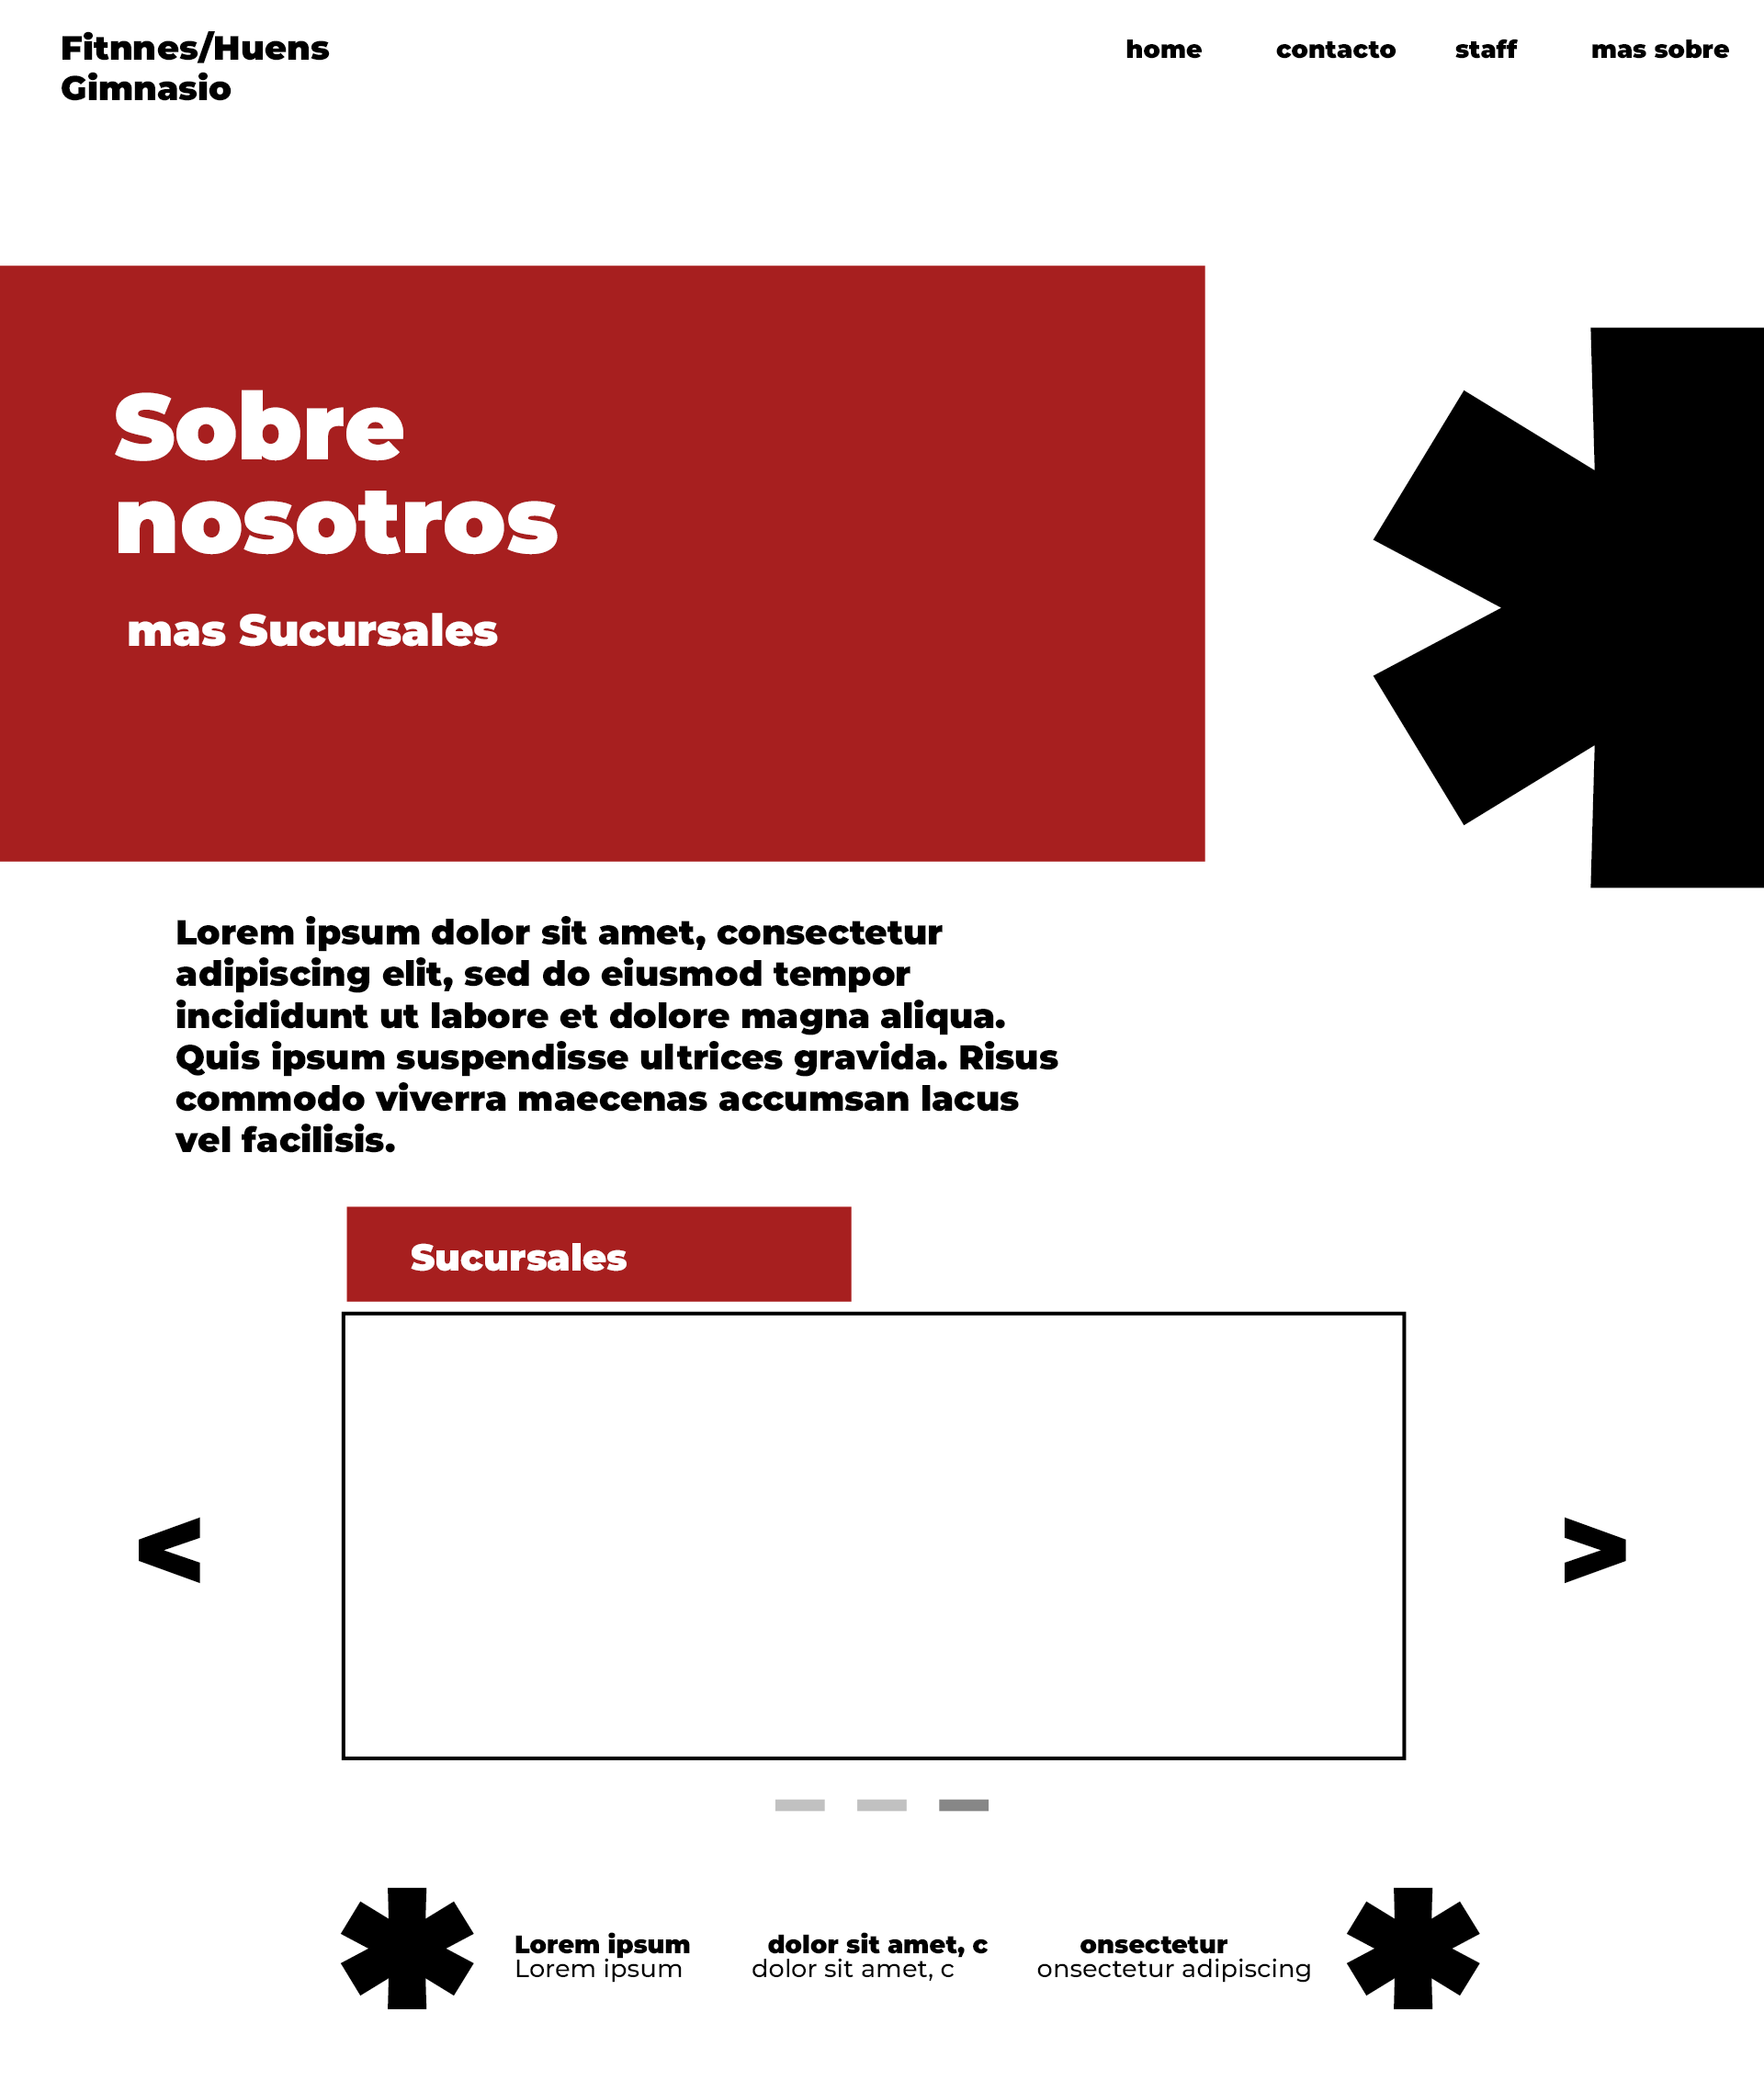 Fitnnes/Huens
Gimnasio
home contacto staff mas sobre
Sobre
nosotros
mas Sucursales
Lorem ipsum dolor sit amet, consectetur
adipiscing elit, sed do eiusmod tempor
incididunt ut labore et dolore magna aliqua.
Quis ipsum suspendisse ultrices gravida. Risus
commodo viverra maecenas accumsan lacus
vel facilisis.
Sucursales
< >
Lorem ipsum dolor sit amet, c onsectetur
Lorem ipsum dolor sit amet, c onsectetur adipiscing